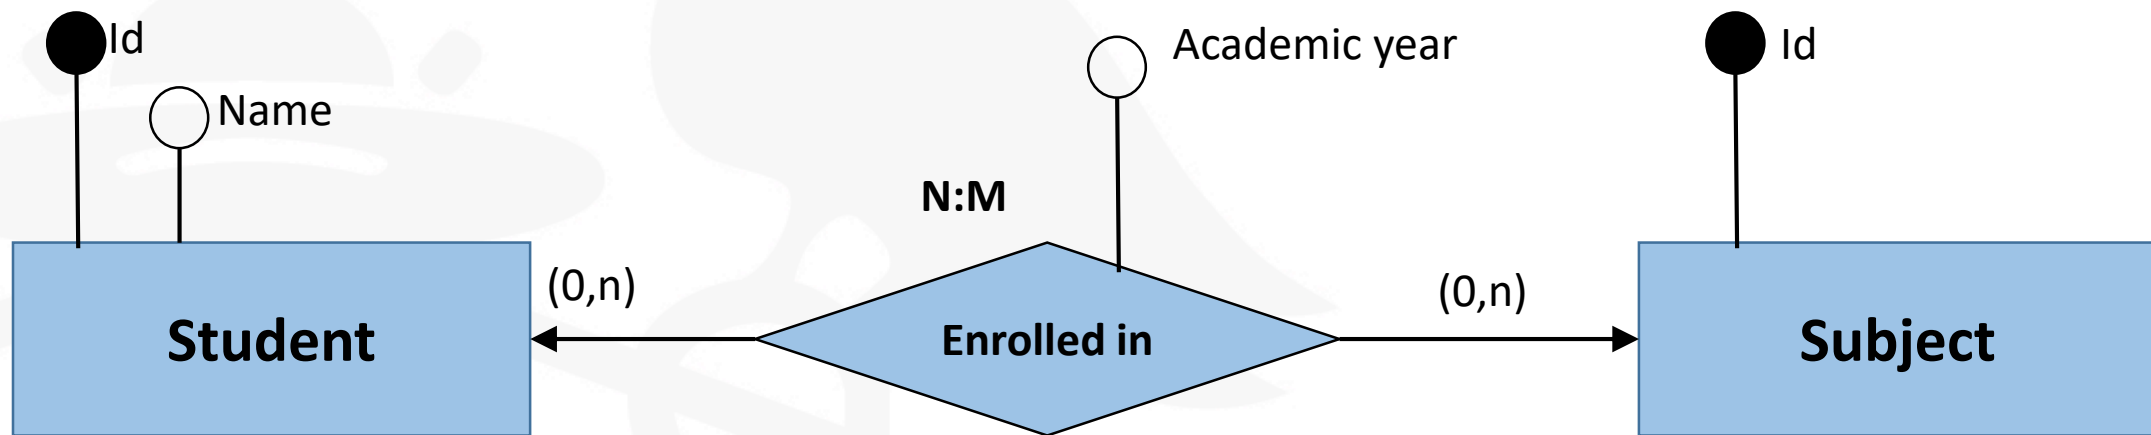 Id
Name
Academic year
Id
N:M
(0,n)
(0,n)
Student
Enrolled in
Subject